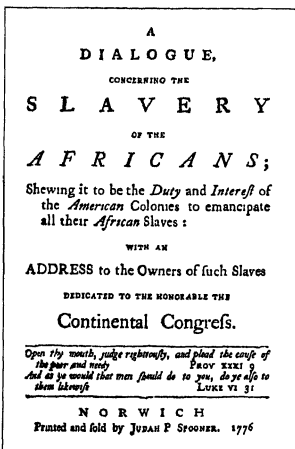 A
DIALOGUE,
CONCERNING THE
SLAVERY
OF THE
AFRICANS;
Shewing it to be the Duty and Intereſt of
the American Colonies to emancipate
all their African Slaves :
WITH AN
ADDRESS to the Owners of ſuch Slaves
DEDICATED TO THE HONORABLE THE
Continental Congreſs.
Open thy mouth, judge righteouſly, and plead the cauſe of
the poor and needy PROV XXXI 9
And as ye would that men ſhould do to you, do ye alſo to
them likewiſe LUKE VI 31
NORWICH
Printed and ſold by JUDAH P SPOONER. 1776